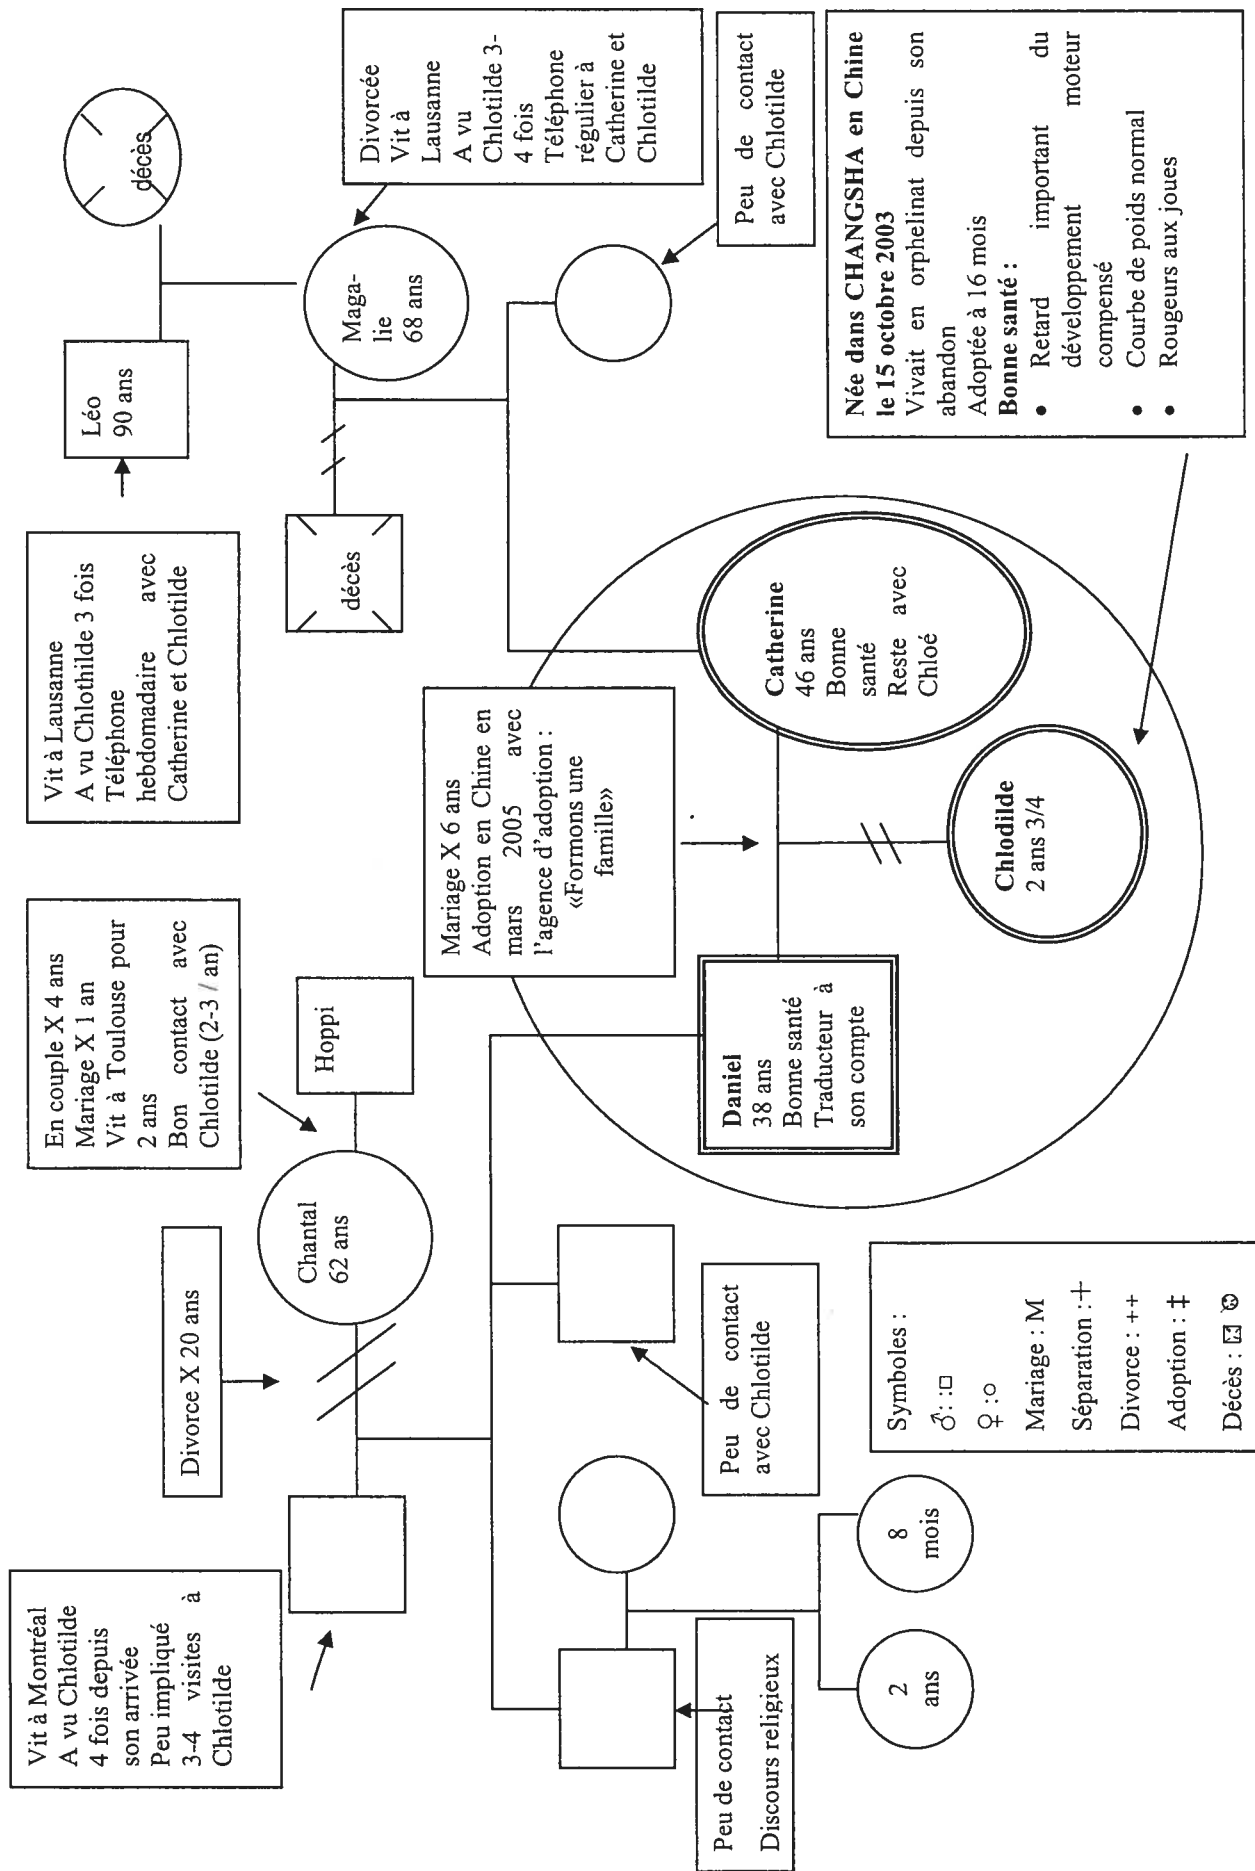 Vit à Montréal
A vu Chlotilde
4 fois depuis
son arrivée
Peu impliqué
3-4 visites à
Chlotilde
Divorce X 20 ans
En couple X 4 ans
Mariage X 1 an
Vit à Toulouse pour
2 ans
Bon contact avec
Chlotilde (2-3 / an)
Vit à Lausanne
A vu Chlothilde 3 fois
Téléphone
hebdomadaire avec
Catherine et Chlotilde
Léo
90 ans
décès
Chantal
62 ans
Hoppi
décès
Maga-
lie
68 ans
Divorcée
Vit à
Lausanne
A vu
Chlotilde 3-
4 fois
Téléphone
régulier à
Catherine et
Chlotilde
Mariage X 6 ans
Adoption en Chine en
mars 2005 avec
l'agence d'adoption :
«Formons une
famille»
Peu de contact
Discours religieux
Peu de contact
avec Chlotilde
Daniel
38 ans
Bonne santé
Traducteur à
son compte
Catherine
46 ans
Bonne
santé
Reste avec
Chloé
Peu de contact
avec Chlotilde
2
ans
8
mois
Chlodilde
2 ans 3/4
Née dans CHANGSHA en Chine
le 15 octobre 2003
Vivait en orphelinat depuis son
abandon
Adoptée à 16 mois
Bonne santé :
• Retard important du
développement moteur
compensé
• Courbe de poids normal
• Rougeurs aux joues
Symboles :
♂: :□
♀ :○
Mariage : M
Séparation : +
Divorce : ++
Adoption : ‡
Décès :